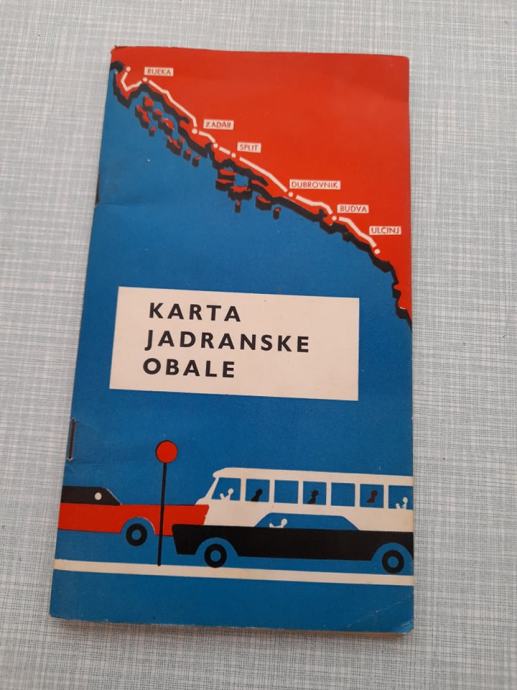 RIJEKA
ZADAR
SPLIT
DUBROVNIK
BUDVA
ULCINJ
KARTA
JADRANSKE
OBALE